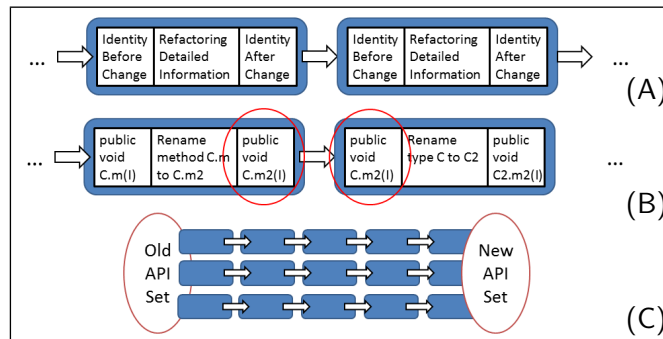 ...
Identity Before Change
Refactoring Detailed Information
Identity After Change
Identity Before Change
Refactoring Detailed Information
Identity After Change
...
(A)
...
public void C.m(I)
Rename method C.m to C.m2
public void C.m2(I)
public void C.m2(I)
Rename type C to C2
public void C2.m2(I)
...
(B)
Old API Set
New API Set
(C)